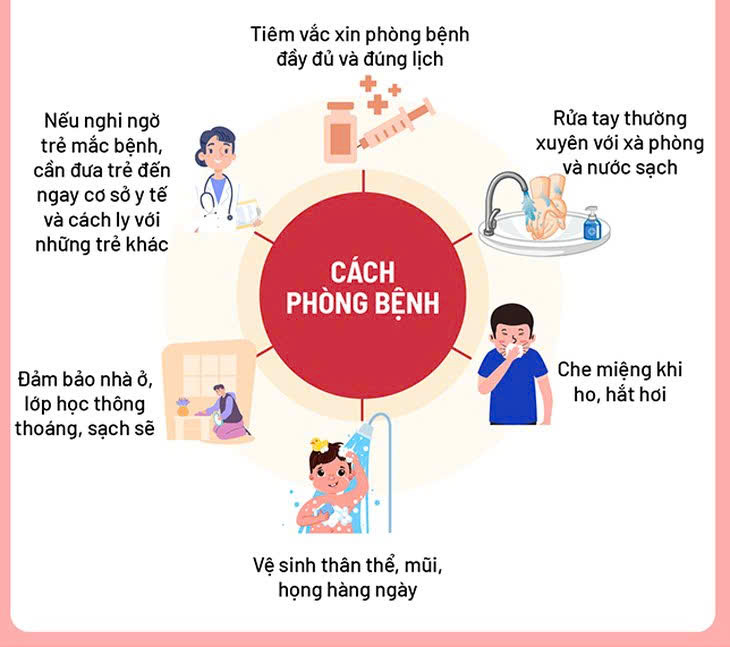 Tiêm vắc xin phòng bệnh
đầy đủ và đúng lịch
Rửa tay thường
xuyên với xà phòng
và nước sạch
Che miệng khi
ho, hắt hơi
Vệ sinh thân thể, mũi,
họng hàng ngày
Đảm bảo nhà ở,
lớp học thông
thoáng, sạch sẽ
Nếu nghi ngờ
trẻ mắc bệnh,
cần đưa trẻ đến
ngay cơ sở y tế
và cách ly với
những trẻ khác
CÁCH
PHÒNG BỆNH